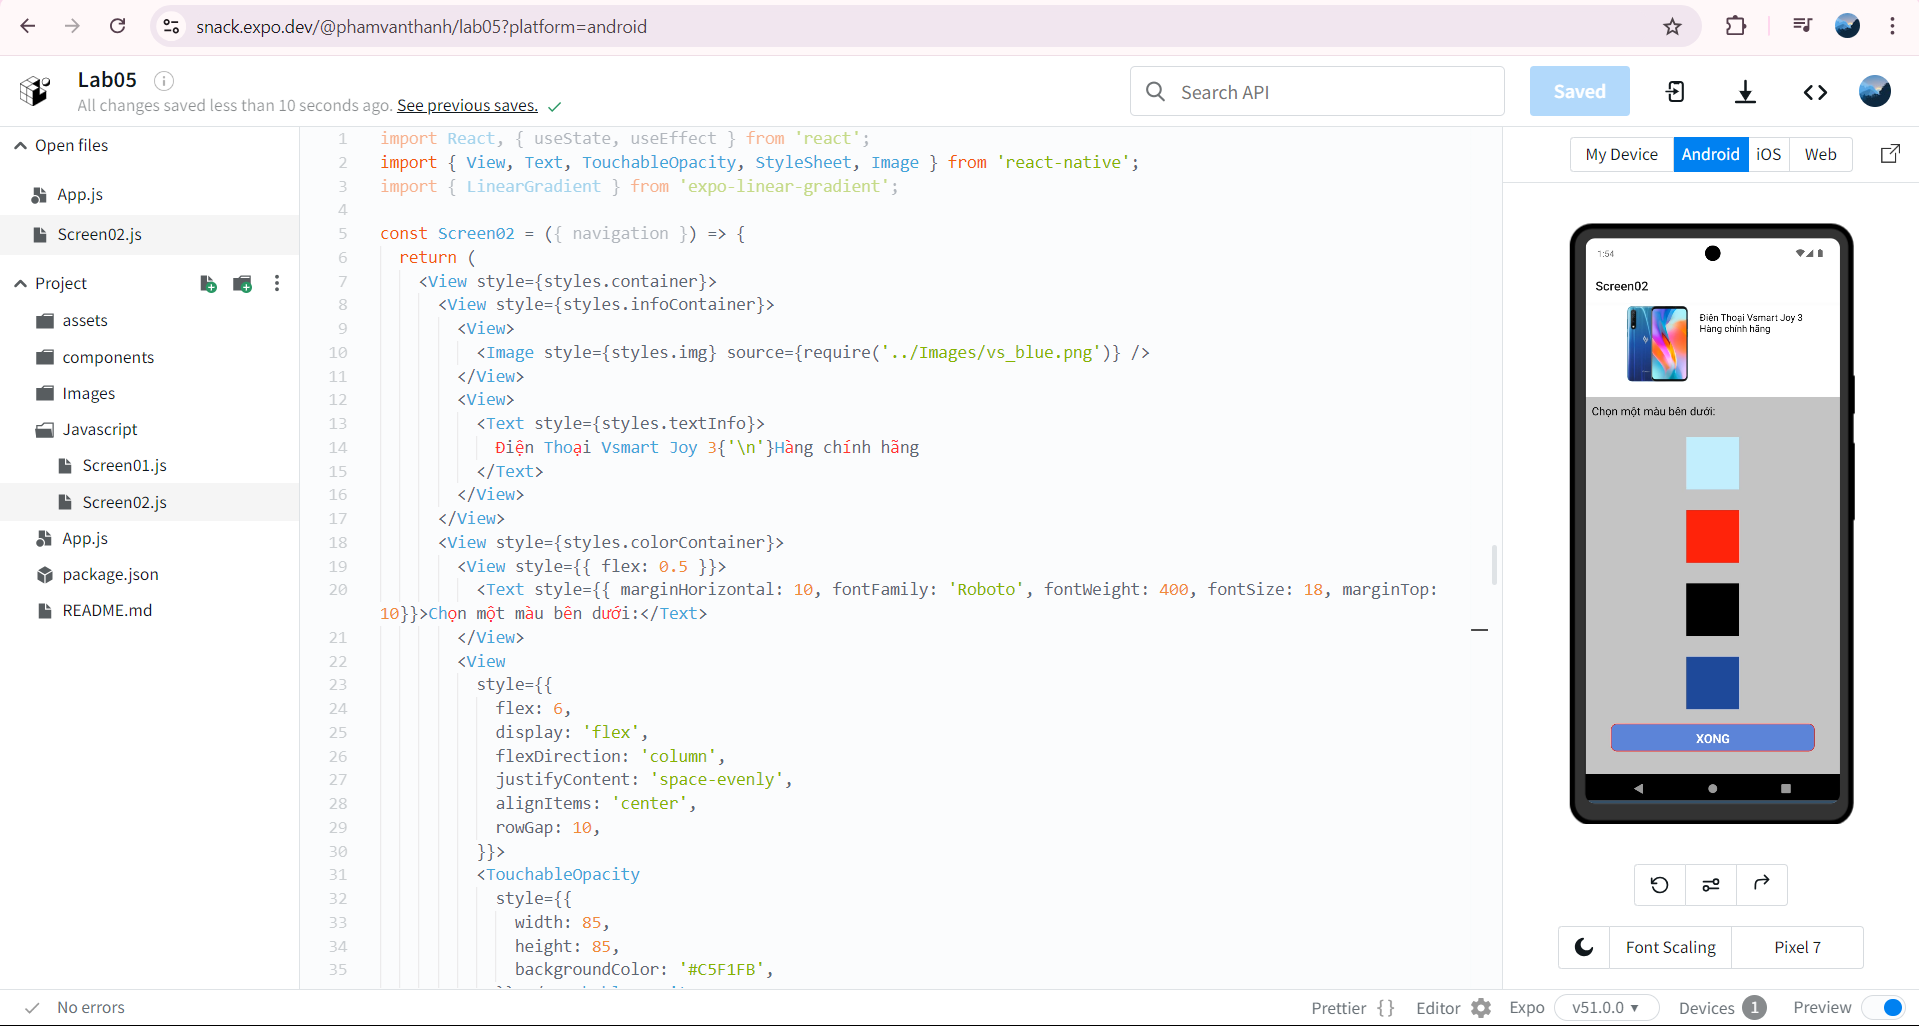 snack.expo.dev/@phamvanthanh/lab05?platform=android
Lab05
All changes saved less than 10 seconds ago. See previous saves.
Search API
Saved
Open files
App.js
Screen02.js
Project
assets
components
Images
Javascript
Screen01.js
Screen02.js
App.js
package.json
README.md
1 import React, { useState, useEffect } from 'react';
2 import { View, Text, TouchableOpacity, StyleSheet, Image } from 'react-native';
3 import { LinearGradient } from 'expo-linear-gradient';
4
5 const Screen02 = ({ navigation }) => {
6 return (
7 <View style={styles.container}>
8 <View style={styles.infoContainer}>
9 <View>
10 <Image style={styles.img} source={require('../Images/vs_blue.png')} />
11 </View>
12 <View>
13 <Text style={styles.textInfo}>
14 Điện Thoại Vsmart Joy 3{'\n'}Hàng chính hãng
15 </Text>
16 </View>
17 </View>
18 <View style={styles.colorContainer}>
19 <View style={{ flex: 0.5 }}>
20 <Text style={{ marginHorizontal: 10, fontFamily: 'Roboto', fontWeight: 400, fontSize: 18, marginTop:
10}}>Chọn một màu bên dưới:</Text>
21 </View>
22 <View
23 style={{
24 flex: 6,
25 display: 'flex',
26 flexDirection: 'column',
27 justifyContent: 'space-evenly',
28 alignItems: 'center',
29 rowGap: 10,
30 }}>
31 <TouchableOpacity
32 style={{
33 width: 85,
34 height: 85,
35 backgroundColor: '#C5F1FB',
My Device
Android
iOS
Web
1:54
Screen02
Điện Thoại Vsmart Joy 3
Hàng chính hãng
Chọn một màu bên dưới:
XONG
Font Scaling
Pixel 7
No errors
Prettier {}
Editor
Expo
v51.0.0
Devices 1
Preview